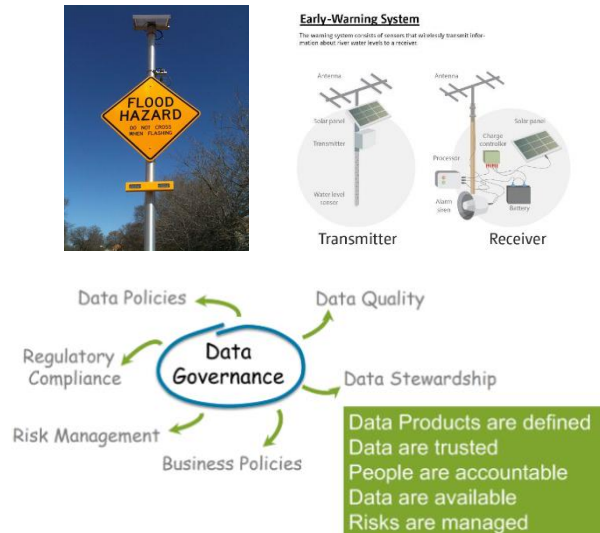 FLOOD
HAZARD
DO NOT CROSS
WHEN FLASHING
Early-Warning System
The warning system consists of sensors that wirelessly transmit infor-
mation about river water levels to a receiver.
Antenna
Solar panel
Transmitter
Water level
sensor
Transmitter
Antenna
Charge
controller
Solar panel
Processor
Alarm
siren
Battery
Receiver
Data Policies
Data Quality
Regulatory
Compliance
Data
Governance
Data Stewardship
Risk Management
Business Policies
Data Products are defined
Data are trusted
People are accountable
Data are available
Risks are managed